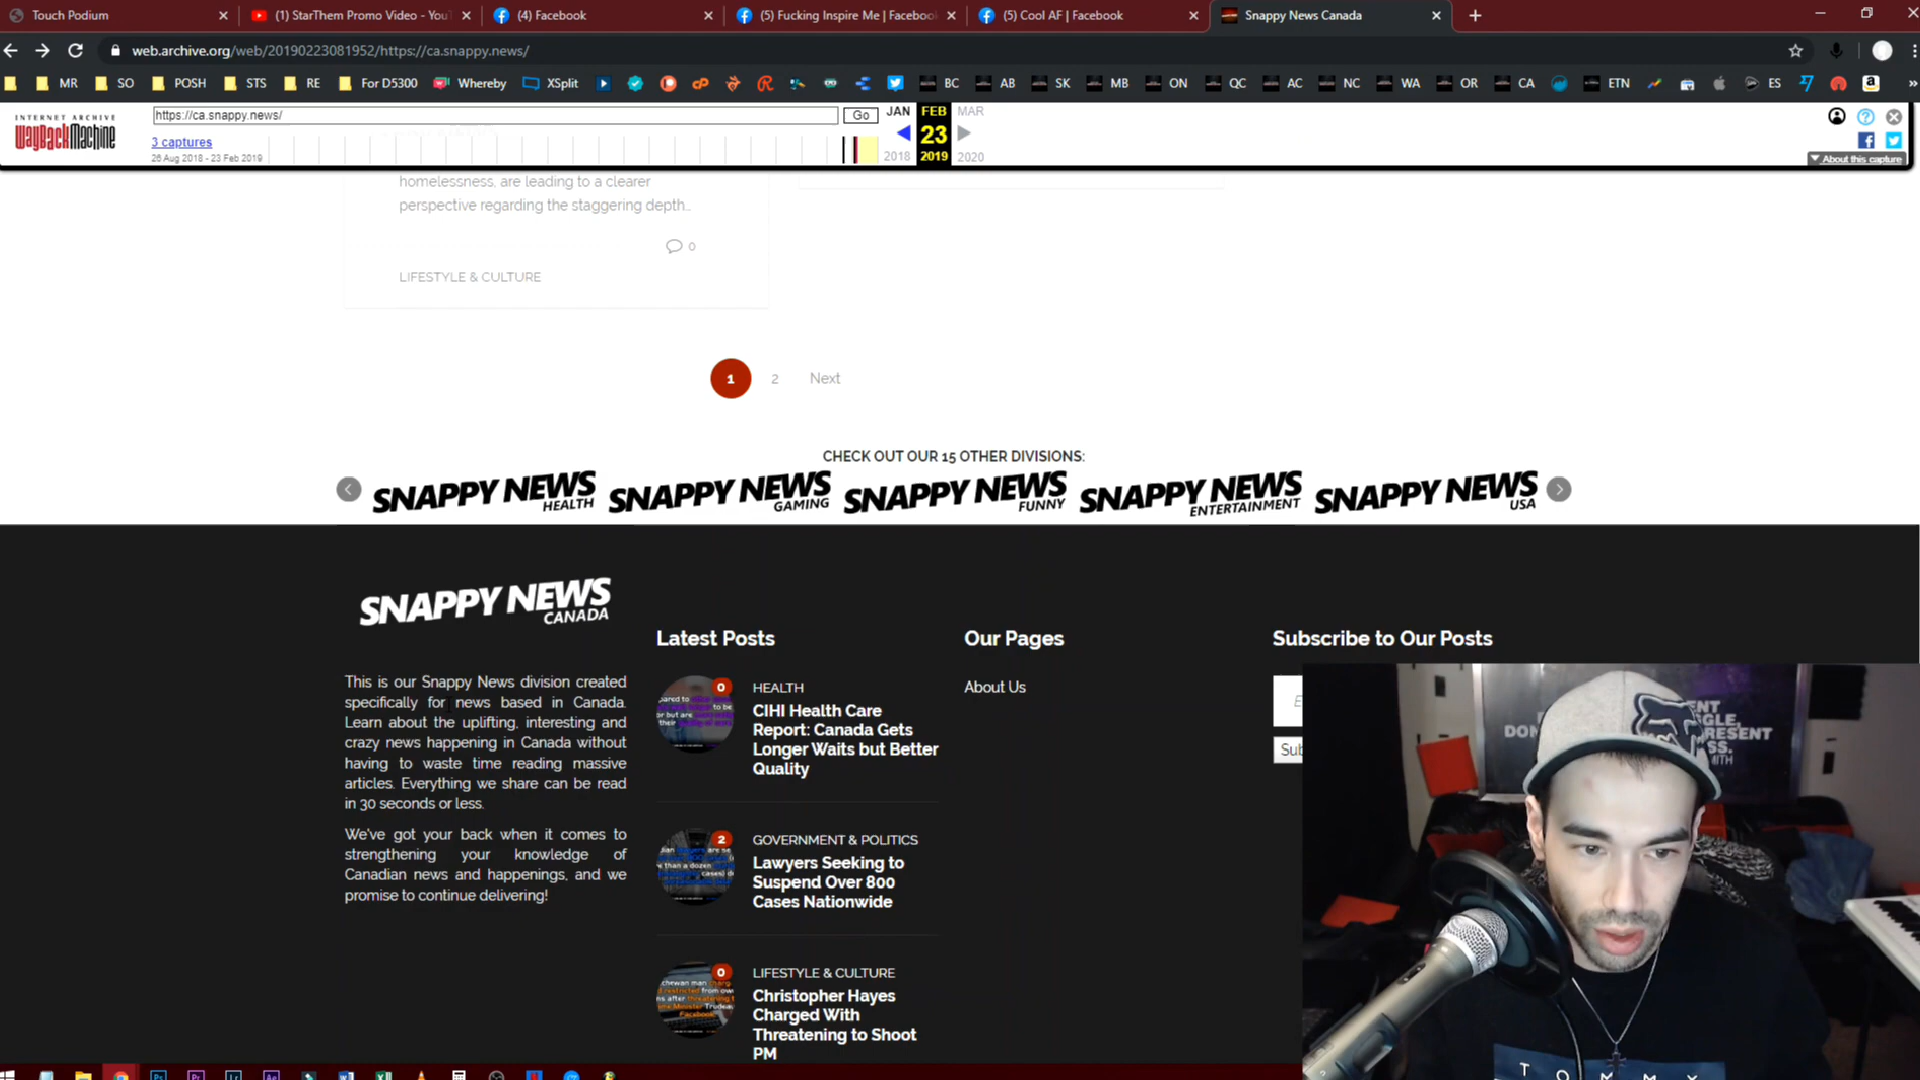 Touch Podium
(1) StarThem Promo Video - YouT
(4) Facebook
(5) Fucking Inspire Me | Facebook
(5) Cool AF | Facebook
Snappy News Canada
web.archive.org/web/20190223081952/https://ca.snappy.news/
MR SO POSH STS RE For D5300 Whereby XSplit BC AB SK MB ON QC AC NC WA OR CA ETN ES
INTERNET ARCHIVE
WayBackMachine
https://ca.snappy.news/
Go
JAN FEB MAR
3 captures
23
26 Aug 2018 - 23 Feb 2019
2018 2019 2020
About this capture
homelessness, are leading to a clearer
perspective regarding the staggering depth...
0
LIFESTYLE & CULTURE
1 2 Next
CHECK OUT OUR 15 OTHER DIVISIONS:
SNAPPY NEWS HEALTH
SNAPPY NEWS GAMING
SNAPPY NEWS FUNNY
SNAPPY NEWS ENTERTAINMENT
SNAPPY NEWS USA
SNAPPY NEWS
CANADA
This is our Snappy News division created
specifically for news based in Canada.
Learn about the uplifting, interesting and
crazy news happening in Canada without
having to waste time reading massive
articles. Everything we share can be read
in 30 seconds or less.
We've got your back when it comes to
strengthening your knowledge of
Canadian news and happenings, and we
promise to continue delivering!
Latest Posts
0
HEALTH
CIHI Health Care
Report: Canada Gets
Longer Waits but Better
Quality
2
GOVERNMENT & POLITICS
Lawyers Seeking to
Suspend Over 800
Cases Nationwide
0
LIFESTYLE & CULTURE
Christopher Hayes
Charged With
Threatening to Shoot
PM
Our Pages
About Us
Subscribe to Our Posts
E
Sub
TOMMY